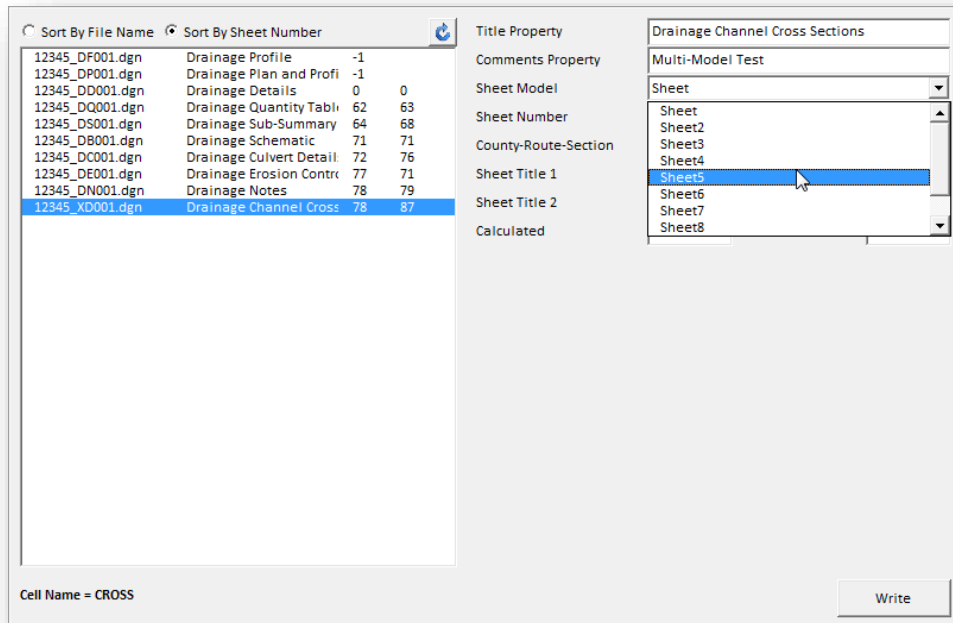 Sort By File Name Sort By Sheet Number
12345_DF001.dgn Drainage Profile -1
12345_DP001.dgn Drainage Plan and Profi -1
12345_DD001.dgn Drainage Details 0 0
12345_DQ001.dgn Drainage Quantity Tabl 62 63
12345_DS001.dgn Drainage Sub-Summary 64 68
12345_DB001.dgn Drainage Schematic 71 71
12345_DC001.dgn Drainage Culvert Detail 72 76
12345_DE001.dgn Drainage Erosion Contr 77 71
12345_DN001.dgn Drainage Notes 78 79
12345_XD001.dgn Drainage Channel Cross 78 87
Cell Name = CROSS
Title Property Drainage Channel Cross Sections
Comments Property Multi-Model Test
Sheet Model Sheet
Sheet Number
County-Route-Section
Sheet Title 1
Sheet Title 2
Calculated
Sheet
Sheet2
Sheet3
Sheet4
Sheet5
Sheet6
Sheet7
Sheet8
Write